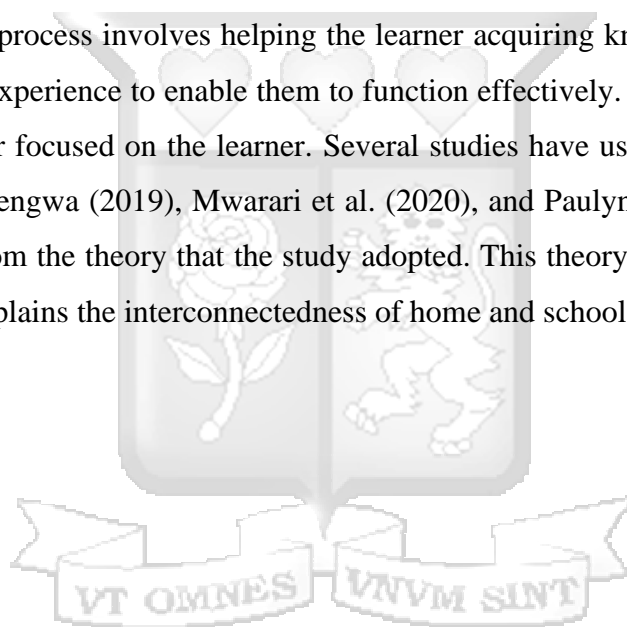 process involves helping the learner acquiring kn
xperience to enable them to function effectively.
r focused on the learner. Several studies have us
engwa (2019), Mwarari et al. (2020), and Paulyn
om the theory that the study adopted. This theory
plains the interconnectedness of home and school
VT OMNES VNVM SINT